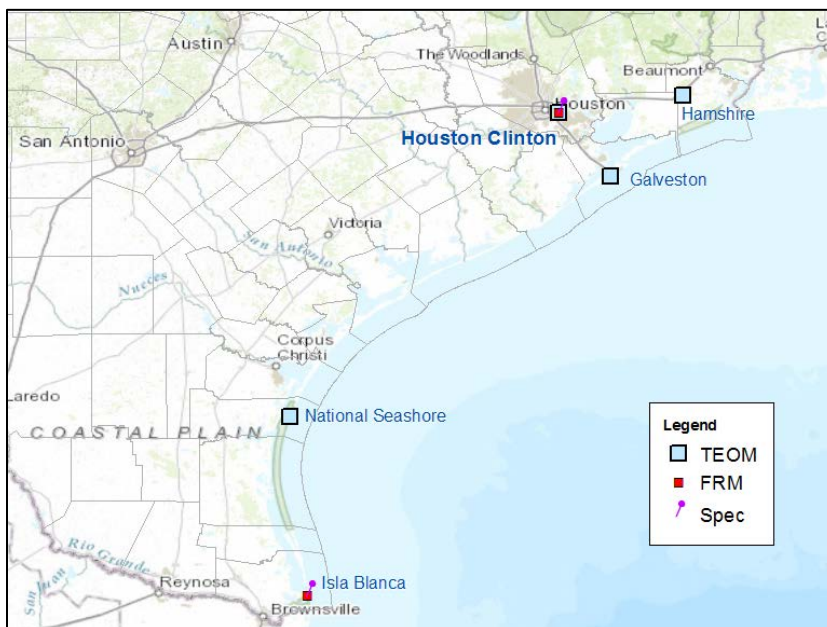 Austin
The Woodlands
Beaumont
Houston
Hamshire
San Antonio
Houston Clinton
Galveston
Victoria
San Antonio
Nueces
Corpus
Christi
Laredo
National Seashore
COASTAL PLAIN
Legend
TEOM
FRM
Spec
Rio Grande
San Juan
Reynosa
Isla Blanca
Brownsville